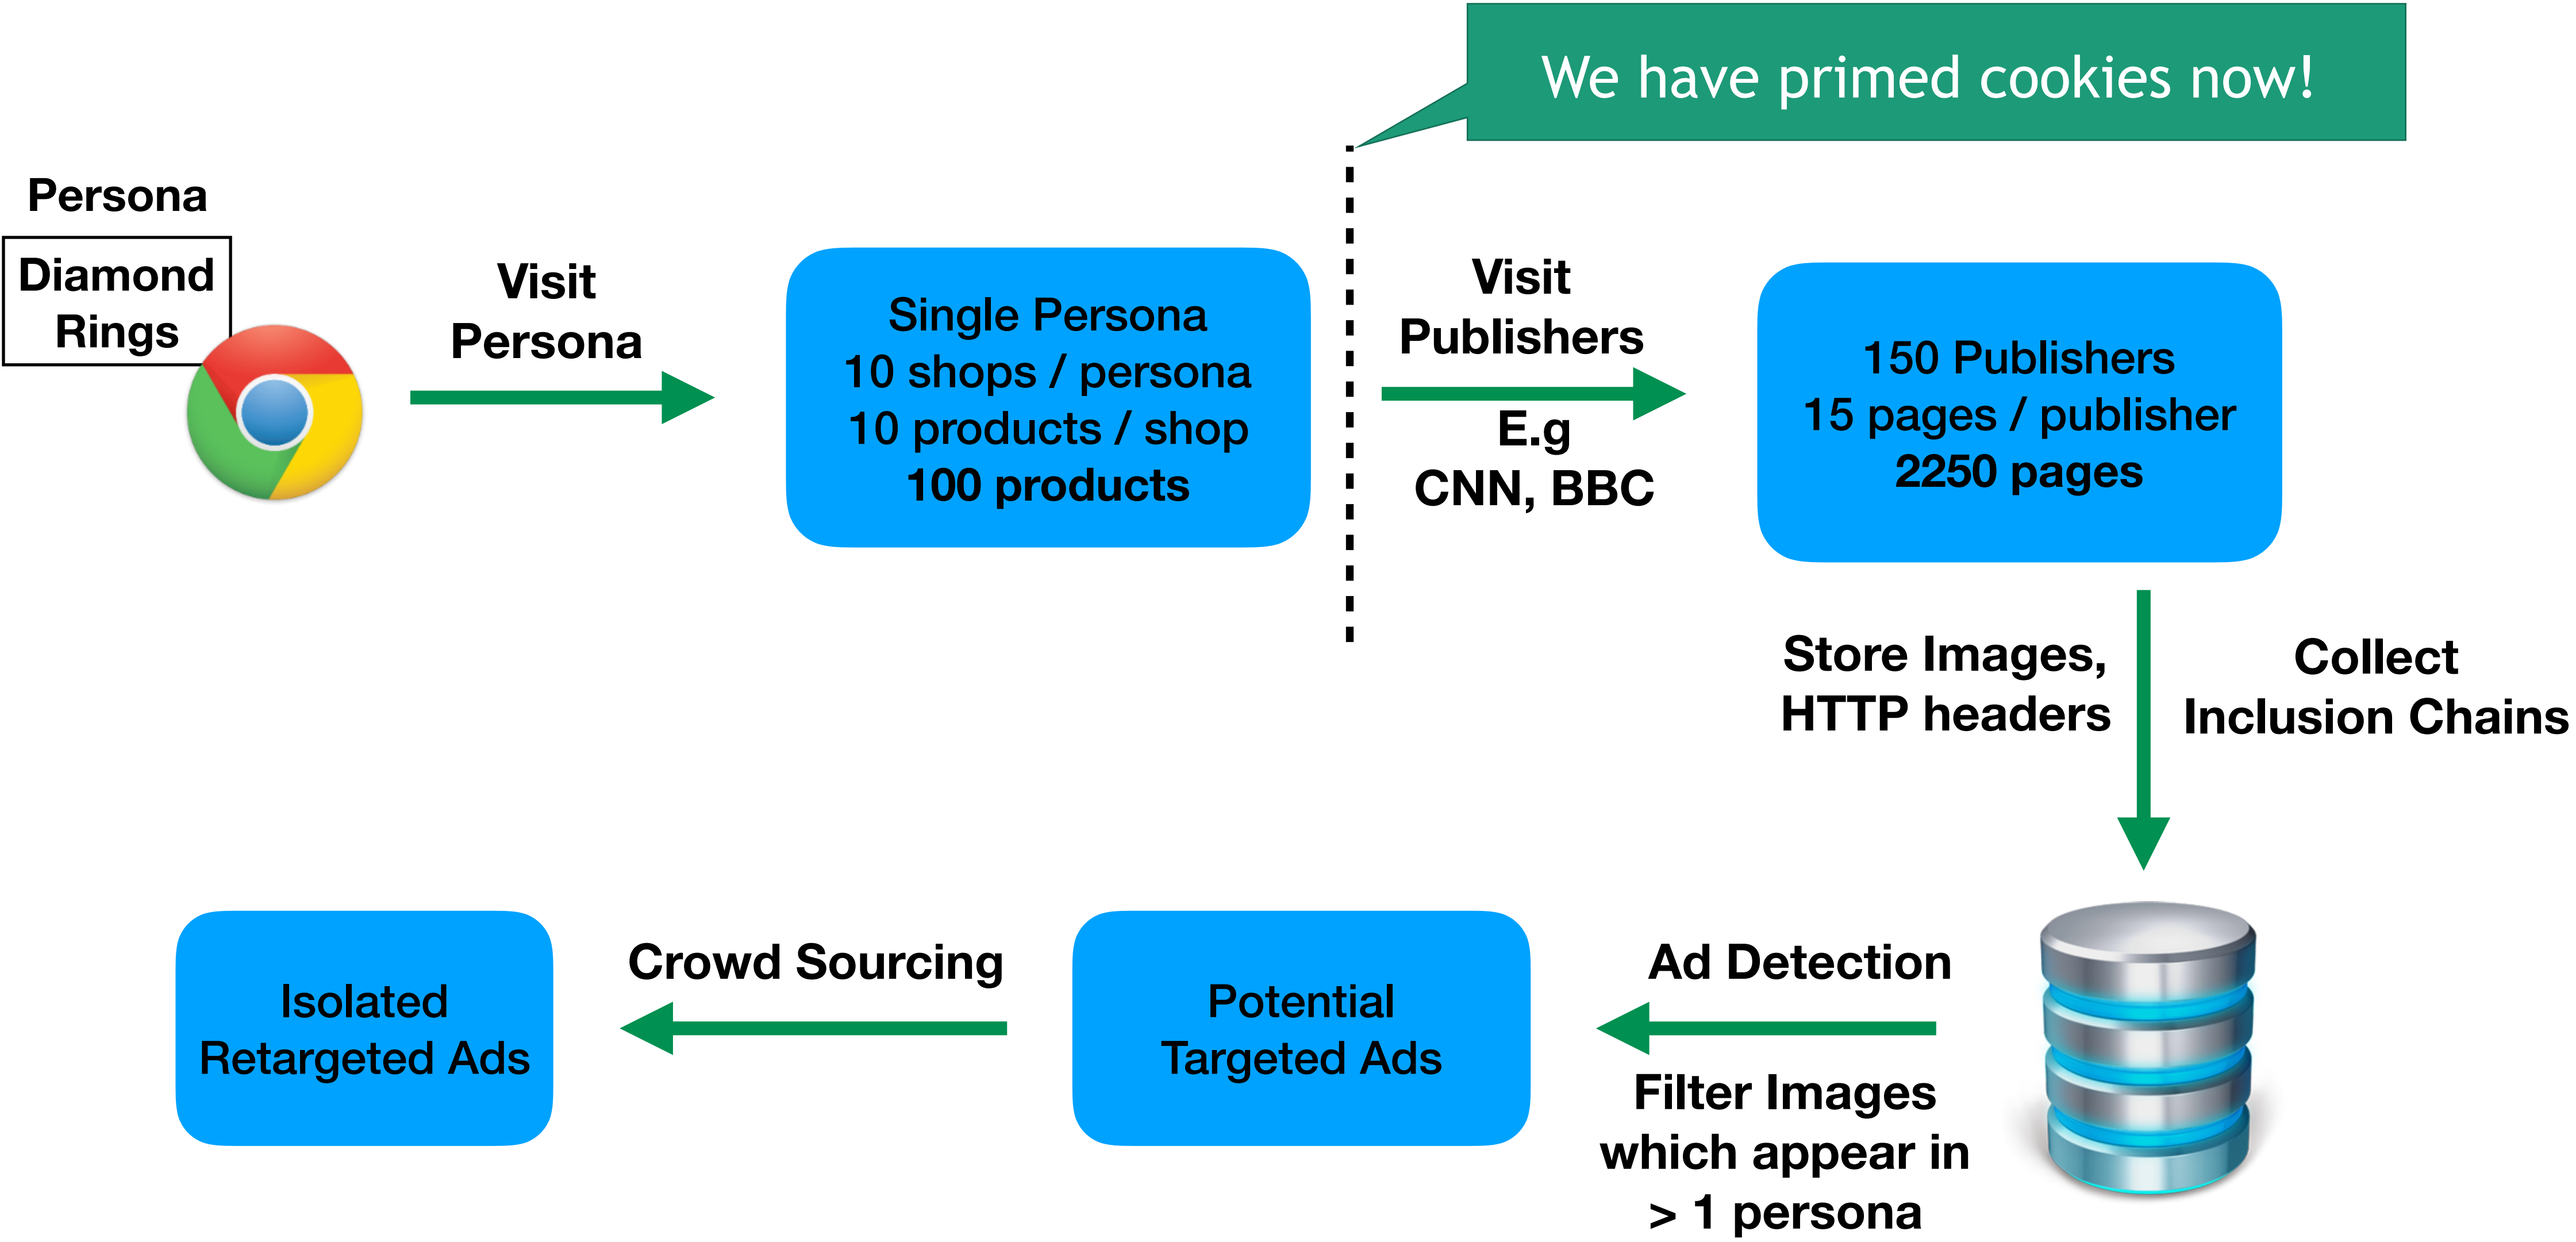 We have primed cookies now!
Persona
Diamond
Rings
Visit
Persona
Single Persona
10 shops / persona
10 products / shop
100 products
Visit
Publishers
E.g
CNN, BBC
150 Publishers
15 pages / publisher
2250 pages
Store Images,
HTTP headers
Collect
Inclusion Chains
Ad Detection
Filter Images
which appear in
> 1 persona
Potential
Targeted Ads
Crowd Sourcing
Isolated
Retargeted Ads